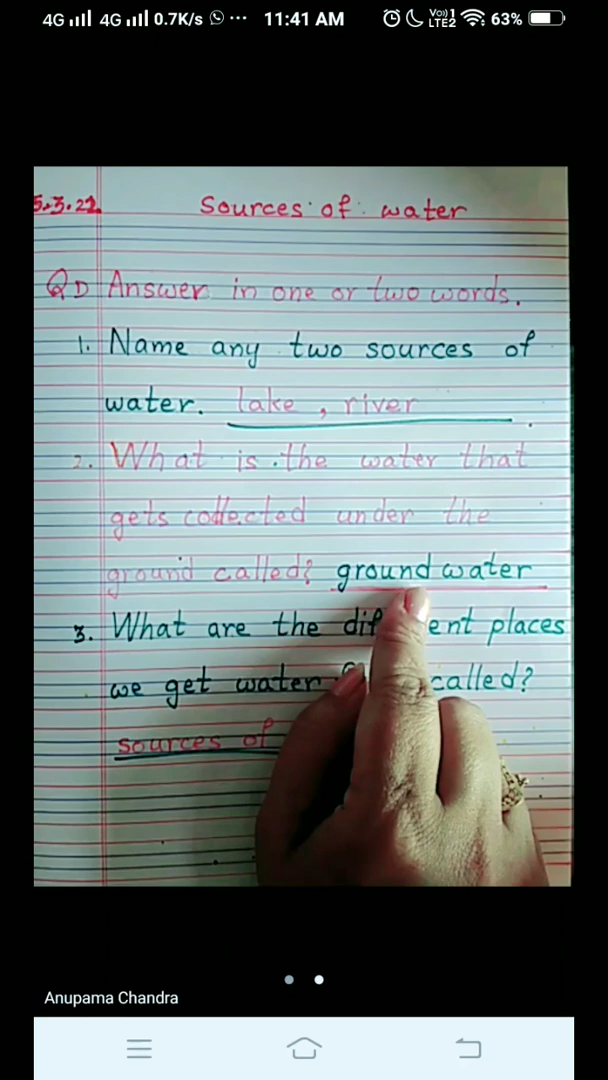 4G 4G 0.7K/s ... 11:41 AM Vo) 1 LTE2 63%
5.3.22 Sources of water
Q D Answer in one or two words.
1. Name any two sources of
water. lake, river.
2. What is the water that
gets collected under the
ground called? ground water
3. What are the dif ent places
we get water called?
sources of
Anupama Chandra